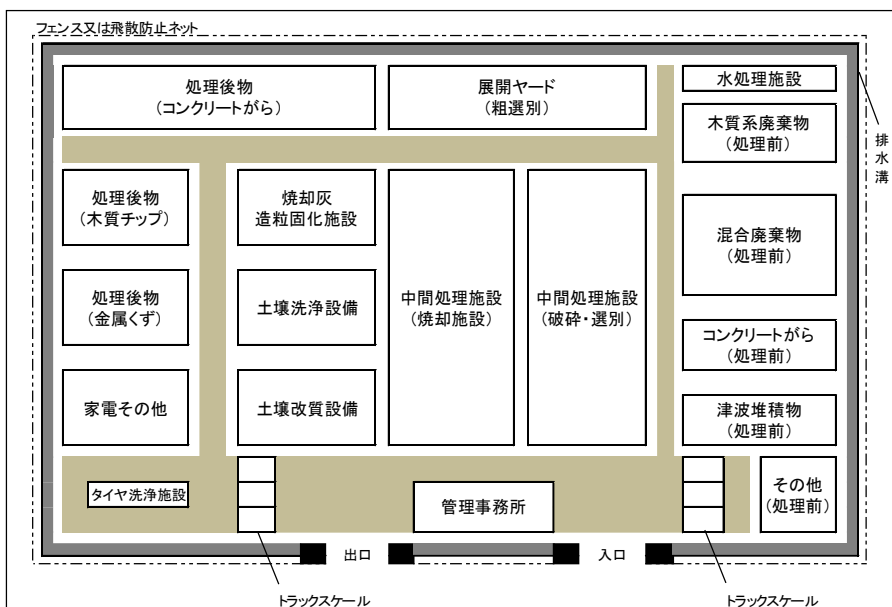 フェンス又は飛散防止ネット
処理後物
(コンクリートがら)
展開ヤード
(粗選別)
水処理施設
木質系廃棄物
(処理前)
排水溝
処理後物
(木質チップ)
焼却灰
造粒固化施設
中間処理施設
(焼却施設)
中間処理施設
(破砕・選別)
混合廃棄物
(処理前)
処理後物
(金属くず)
土壌洗浄設備
コンクリートがら
(処理前)
家電その他
土壌改質設備
津波堆積物
(処理前)
タイヤ洗浄施設
管理事務所
その他
(処理前)
出口
入口
トラックスケール
トラックスケール